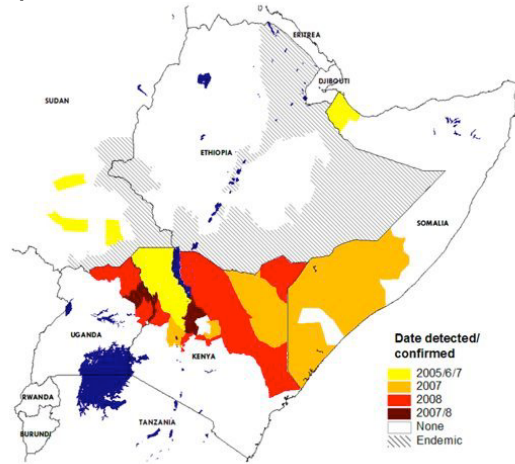 ERITREA
DJIBOUTI
SUDAN
ETHIOPIA
SOMALIA
UGANDA
KENYA
RWANDA
BURUNDI
TANZANIA
Date detected/
confirmed
2005/6/7
2007
2008
2007/8
None
Endemic